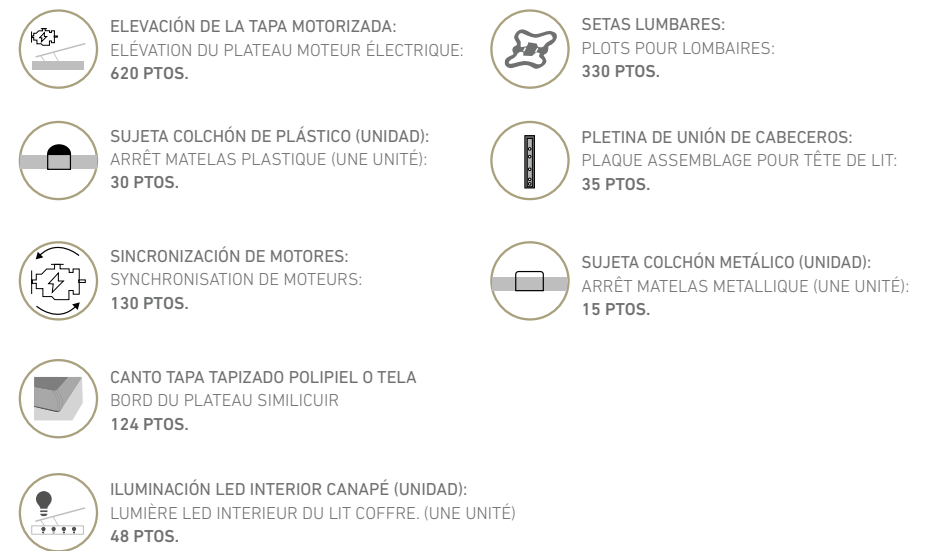 ELEVACIÓN DE LA TAPA MOTORIZADA:
ELÉVATION DU PLATEAU MOTEUR ÉLECTRIQUE:
620 PTOS.
SETAS LUMBARES:
PLOTS POUR LOMBAIRES:
330 PTOS.
SUJETA COLCHÓN DE PLÁSTICO (UNIDAD):
ARRÊT MATELAS PLASTIQUE (UNE UNITÉ):
30 PTOS.
PLETINA DE UNIÓN DE CABECEROS:
PLAQUE ASSEMBLAGE POUR TÊTE DE LIT:
35 PTOS.
SINCRONIZACIÓN DE MOTORES:
SYNCHRONISATION DE MOTEURS:
130 PTOS.
SUJETA COLCHÓN METÁLICO (UNIDAD):
ARRÊT MATELAS METALLIQUE (UNE UNITÉ):
15 PTOS.
CANTO TAPA TAPIZADO POLIPIEL O TELA
BORD DU PLATEAU SIMILICUIR
124 PTOS.
ILUMINACIÓN LED INTERIOR CANAPÉ (UNIDAD):
LUMIÈRE LED INTERIEUR DU LIT COFFRE. (UNE UNITÉ)
48 PTOS.